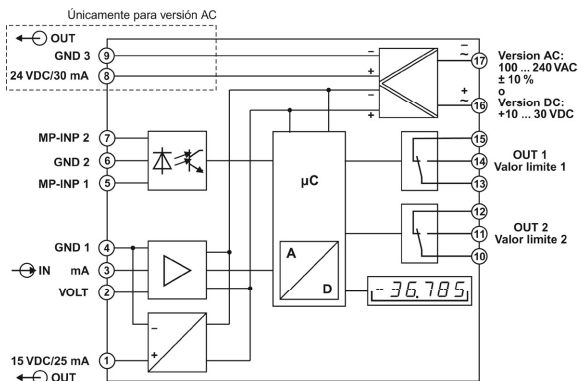 Únicamente para versión AC
OUT
GND 3 9
24 VDC/30 mA 8
– + – +
– ~ 17
+ ~ 16
Version AC:
100 ... 240 VAC
± 10 %
o
Version DC:
+10 ... 30 VDC
MP-INP 2 7
GND 2 6
MP-INP 1 5
µC
15
14
13
OUT 1
Valor limite 1
12
11
10
OUT 2
Valor limite 2
GND 1 4
IN mA 3
VOLT 2
A
D
-36.785
– +
15 VDC/25 mA 1
OUT